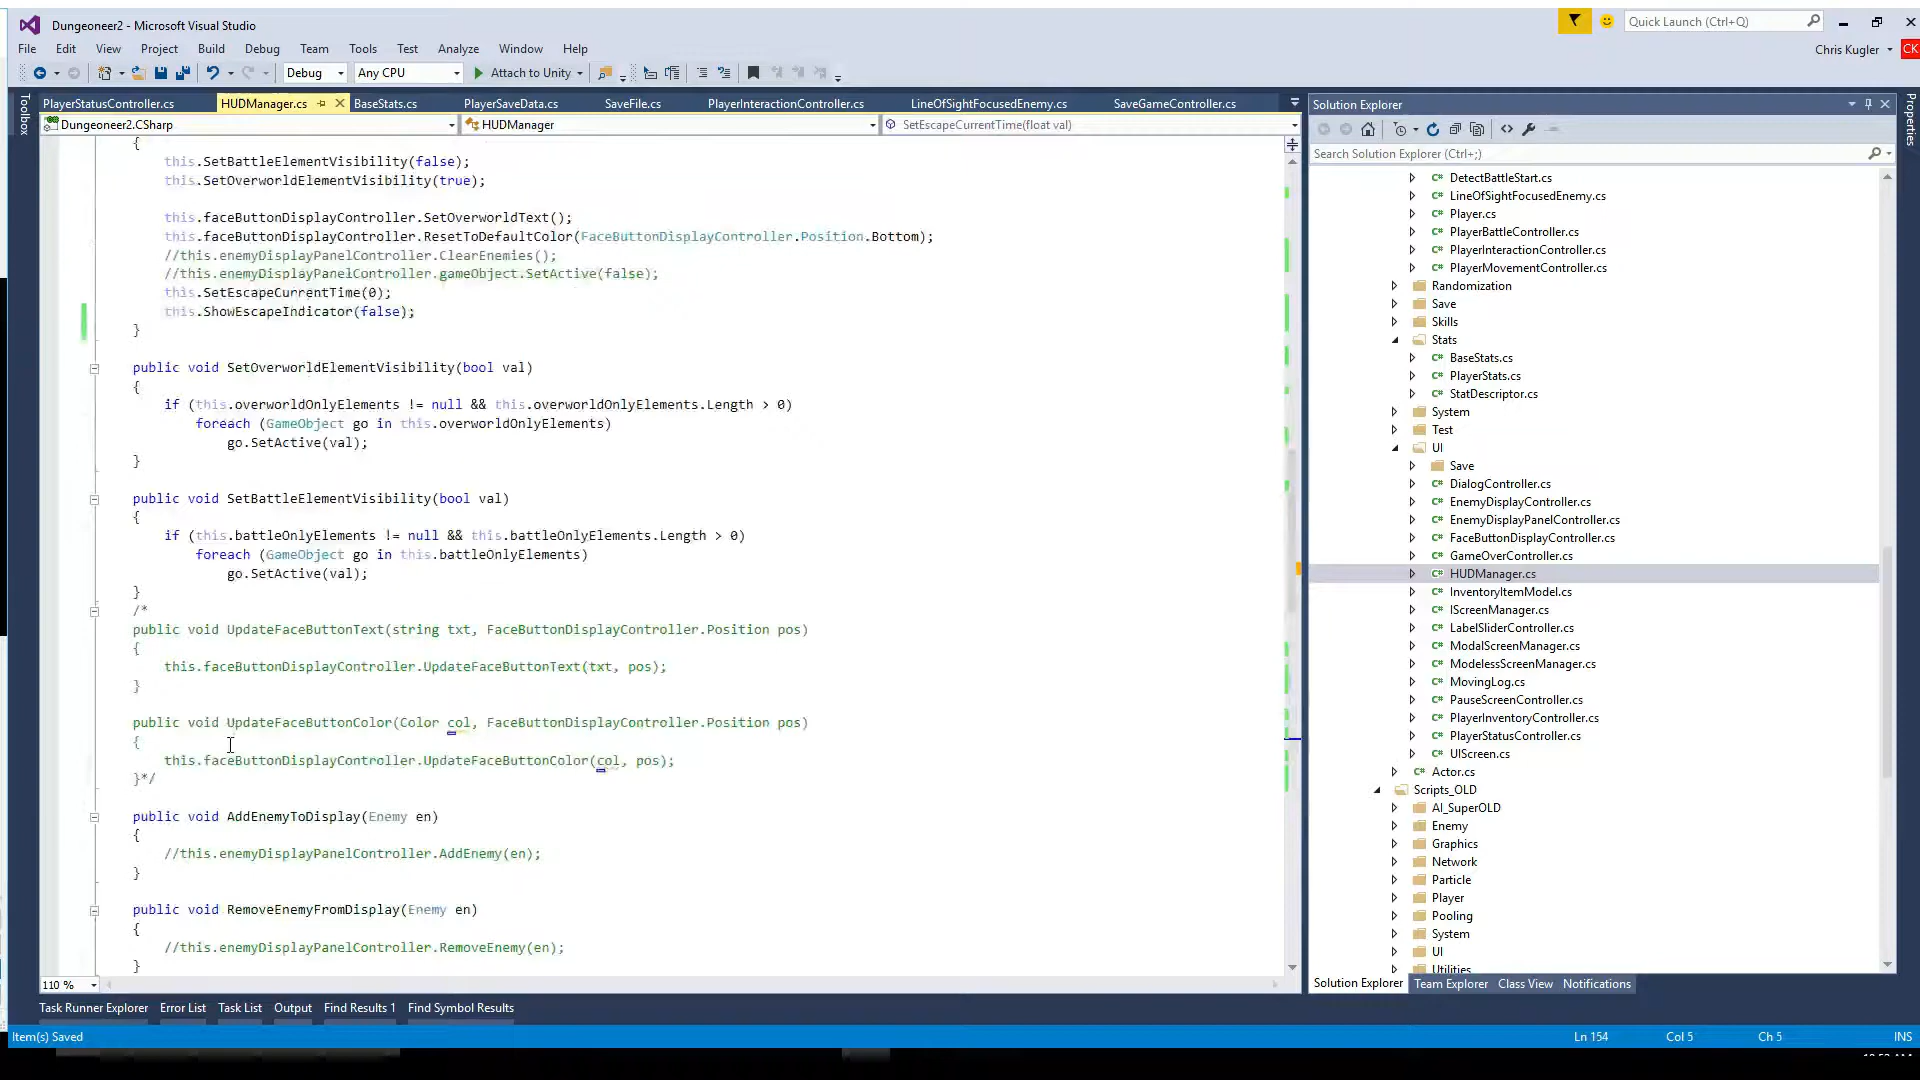 Dungeoneer2 - Microsoft Visual Studio
Quick Launch (Ctrl+Q)
File Edit View Project Build Debug Team Tools Test Analyze Window Help
Chris Kugler CK
Debug Any CPU Attach to Unity
Toolbox
PlayerStatusController.cs HUDManager.cs BaseStats.cs PlayerSaveData.cs SaveFile.cs PlayerInteractionController.cs LineOfSightFocusedEnemy.cs SaveGameController.cs
Dungeoneer2.CSharp HUDManager SetEscapeCurrentTime(float val)
{
this.SetBattleElementVisibility(false);
this.SetOverworldElementVisibility(true);
this.faceButtonDisplayController.SetOverworldText();
this.faceButtonDisplayController.ResetToDefaultColor(FaceButtonDisplayController.Position.Bottom);
//this.enemyDisplayPanelController.ClearEnemies();
//this.enemyDisplayPanelController.gameObject.SetActive(false);
this.SetEscapeCurrentTime(0);
this.ShowEscapeIndicator(false);
}
public void SetOverworldElementVisibility(bool val)
{
if (this.overworldOnlyElements != null && this.overworldOnlyElements.Length > 0)
foreach (GameObject go in this.overworldOnlyElements)
go.SetActive(val);
}
public void SetBattleElementVisibility(bool val)
{
if (this.battleOnlyElements != null && this.battleOnlyElements.Length > 0)
foreach (GameObject go in this.battleOnlyElements)
go.SetActive(val);
}
/*
public void UpdateFaceButtonText(string txt, FaceButtonDisplayController.Position pos)
{
this.faceButtonDisplayController.UpdateFaceButtonText(txt, pos);
}
public void UpdateFaceButtonColor(Color col, FaceButtonDisplayController.Position pos)
{
this.faceButtonDisplayController.UpdateFaceButtonColor(col, pos);
}*/
public void AddEnemyToDisplay(Enemy en)
{
//this.enemyDisplayPanelController.AddEnemy(en);
}
public void RemoveEnemyFromDisplay(Enemy en)
{
//this.enemyDisplayPanelController.RemoveEnemy(en);
}
110 %
Solution Explorer
Search Solution Explorer (Ctrl+;)
C# DetectBattleStart.cs
C# LineOfSightFocusedEnemy.cs
C# Player.cs
C# PlayerBattleController.cs
C# PlayerInteractionController.cs
C# PlayerMovementController.cs
Randomization
Save
Skills
Stats
C# BaseStats.cs
C# PlayerStats.cs
C# StatDescriptor.cs
System
Test
UI
Save
C# DialogController.cs
C# EnemyDisplayController.cs
C# EnemyDisplayPanelController.cs
C# FaceButtonDisplayController.cs
C# GameOverController.cs
C# HUDManager.cs
C# InventoryItemModel.cs
C# IScreenManager.cs
C# LabelSliderController.cs
C# ModalScreenManager.cs
C# ModelessScreenManager.cs
C# MovingLog.cs
C# PauseScreenController.cs
C# PlayerInventoryController.cs
C# PlayerStatusController.cs
C# UIScreen.cs
C# Actor.cs
Scripts_OLD
AI_SuperOLD
Enemy
Graphics
Network
Particle
Player
Pooling
System
UI
Utilities
Solution Explorer Team Explorer Class View Notifications
Properties
Task Runner Explorer Error List Task List Output Find Results 1 Find Symbol Results
Item(s) Saved Ln 154 Col 5 Ch 5 INS